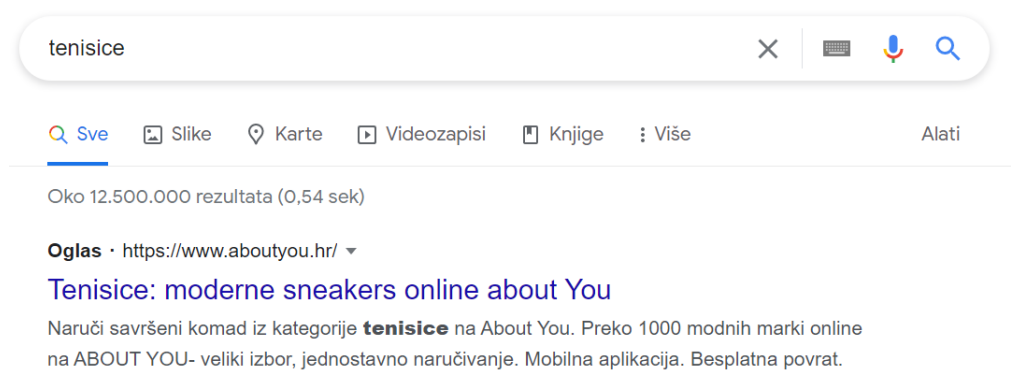 tenisice
Sve Slike Karte Videozapisi Knjige Više Alati
Oko 12.500.000 rezultata (0,54 sek)
Oglas · https://www.aboutyou.hr/
Tenisice: moderne sneakers online about You
Naruči savršeni komad iz kategorije tenisice na About You. Preko 1000 modnih marki online
na ABOUT YOU- veliki izbor, jednostavno naručivanje. Mobilna aplikacija. Besplatna povrat.